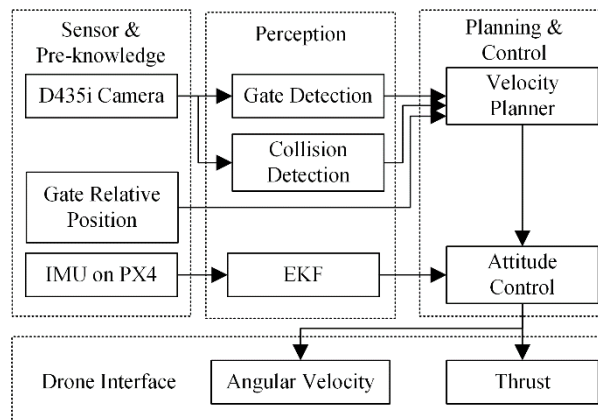 Sensor &
Pre-knowledge
Perception
Planning &
Control
D435i Camera
Gate Detection
Velocity
Planner
Collision
Detection
Gate Relative
Position
IMU on PX4
EKF
Attitude
Control
Drone Interface
Angular Velocity
Thrust